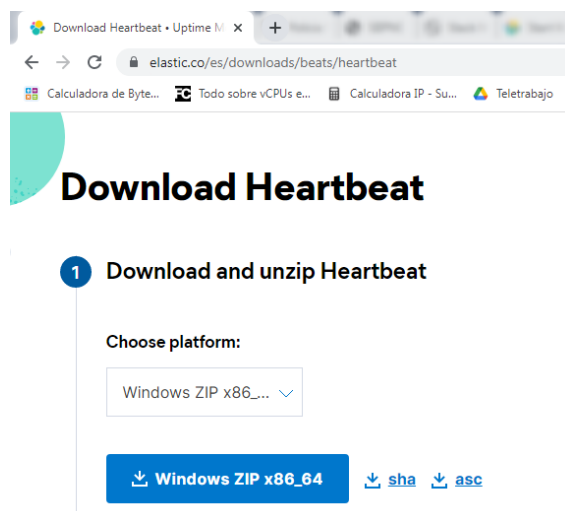 Download Heartbeat • Uptime M
elastic.co/es/downloads/beats/heartbeat
Calculadora de Byte... Todo sobre vCPUs e... Calculadora IP - Su... Teletrabajo
Download Heartbeat
1 Download and unzip Heartbeat
Choose platform:
Windows ZIP x86_...
Windows ZIP x86_64 sha asc